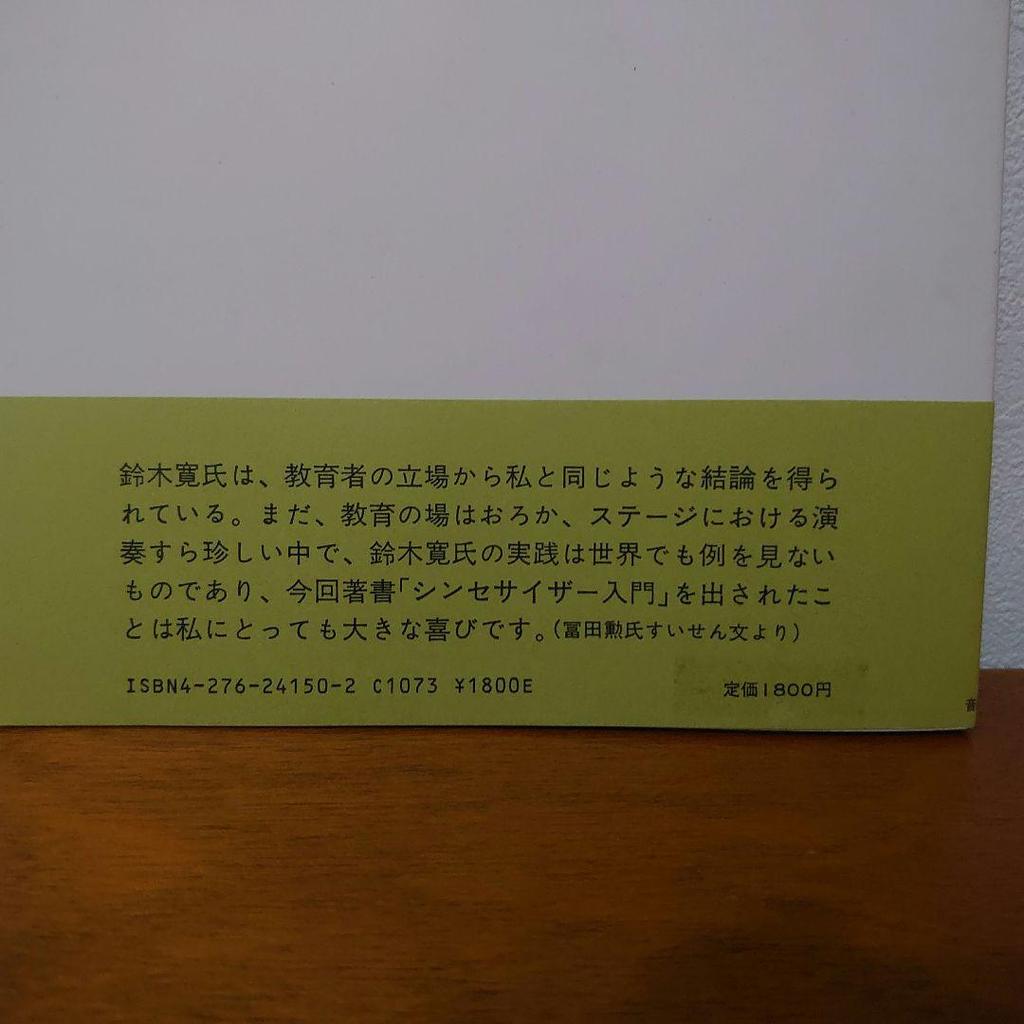 鈴木寛氏は、教育者の立場から私と同じような結論を得ら
れている。まだ、教育の場はおろか、ステージにおける演
奏すら珍しい中で、鈴木寛氏の実践は世界でも例を見ない
ものであり、今回著書「シンセサイザー入門」を出されたこ
とは私にとっても大きな喜びです。(冨田勲氏すいせん文より)
ISBN4-276-24150-2 C1073 ¥1800E
定価1800円
音